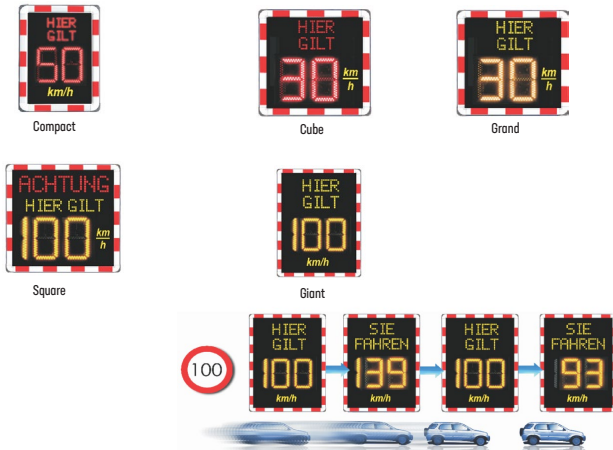 HIER
GILT
50
km/h
Compact
HIER
GILT
30 km/h
Cube
HIER
GILT
30 km/h
Grand
ACHTUNG
HIER GILT
100 km/h
Square
HIER
GILT
100
km/h
Giant
100
HIER
GILT
100
km/h
SIE
FAHREN
139
km/h
HIER
GILT
100
km/h
SIE
FAHREN
93
km/h